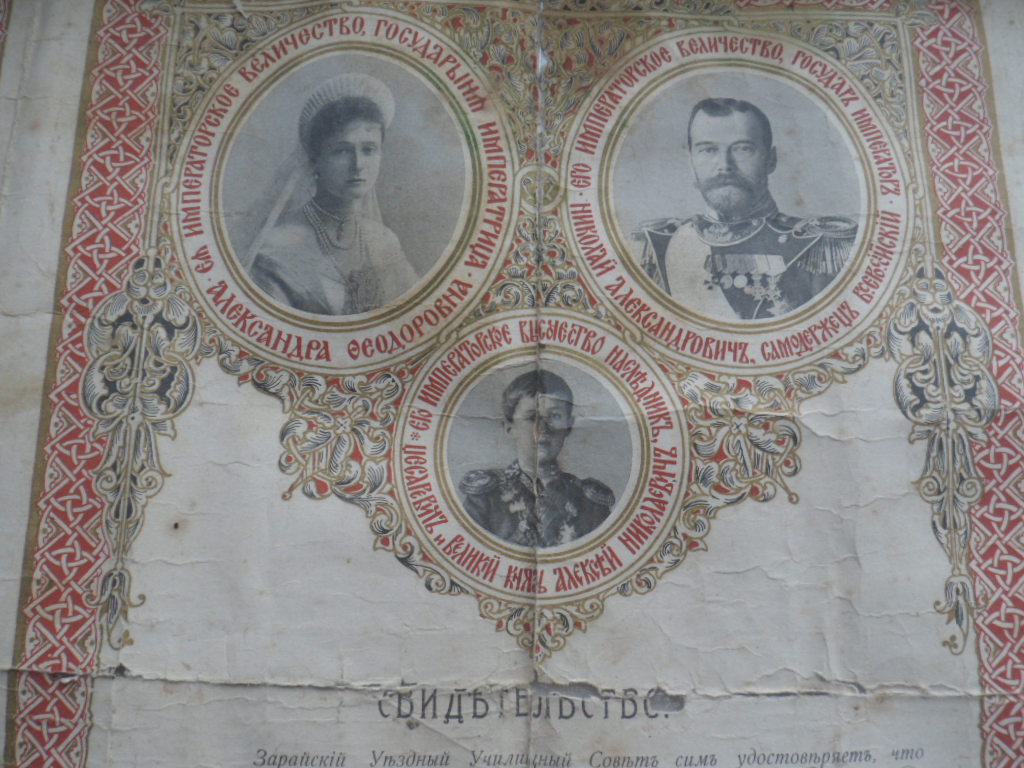 ЕЯ ИМПЕРАТОРСКОЕ ВЕЛИЧЕСТВО, ГОСУДАРЫНЯ ИМПЕРАТРИЦА АЛЕКСАНДРА ѲЕОДОРОВНА
ЕГО ИМПЕРАТОРСКОЕ ВЕЛИЧЕСТВО, ГОСУДАРЬ ИМПЕРАТОРЪ НИКОЛАЙ АЛЕКСАНДРОВИЧЪ, САМОДЕРЖЕЦЪ ВСЕРОССІЙСКІЙ
ЕГО ИМПЕРАТОРСКОЕ ВЫСОЧЕСТВО НАСЛѢДНИКЪ, ЦЕСАРЕВИЧЪ и ВЕЛИКІЙ КНЯЗЬ АЛЕКСѢЙ НИКОЛАЕВИЧЪ
СВИДѢТЕЛЬСТВО.
Зарайскій Уѣздный Училищный Совѣтъ симъ удостовѣряетъ, что